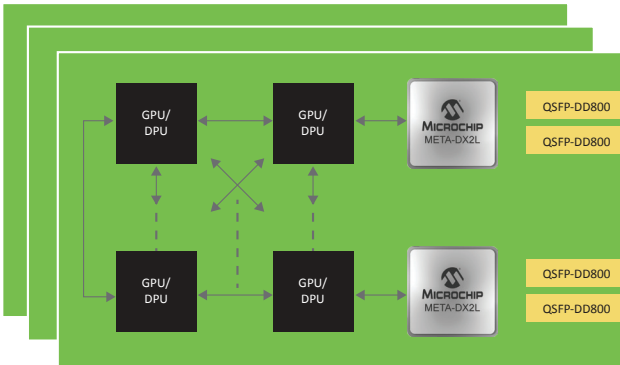 GPU/
DPU
GPU/
DPU
MICROCHIP
META-DX2L
QSFP-DD800
QSFP-DD800
GPU/
DPU
GPU/
DPU
MICROCHIP
META-DX2L
QSFP-DD800
QSFP-DD800